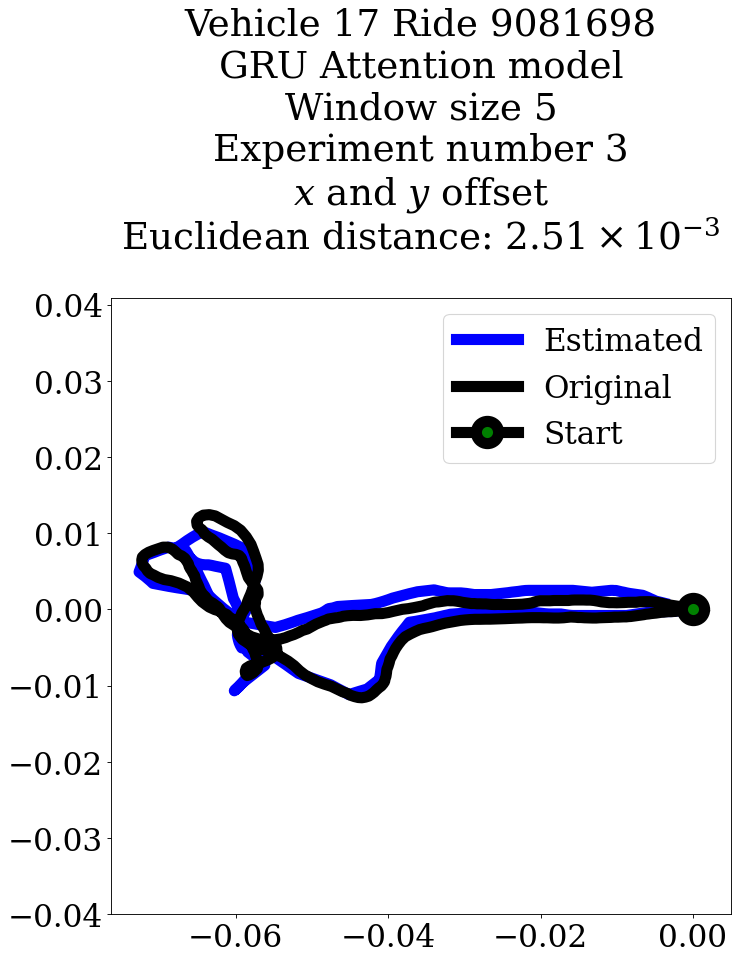 Vehicle 17 Ride 9081698
GRU Attention model
Window size 5
Experiment number 3
x and y offset
Euclidean distance: 2.51 × 10⁻³
0.04
0.03
0.02
0.01
0.00
−0.01
−0.02
−0.03
−0.04
Estimated
Original
Start
−0.06
−0.04
−0.02
0.00